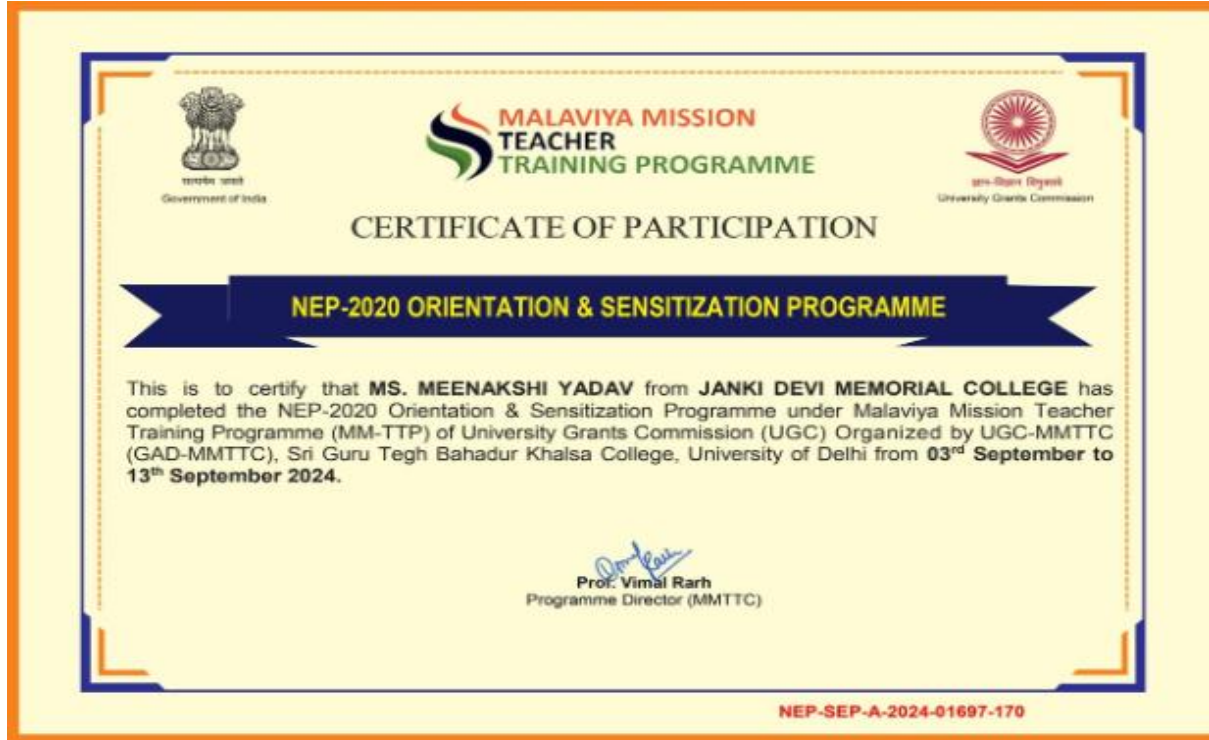 MALAVIYA MISSION
TEACHER
TRAINING PROGRAMME
सत्यमेव जयते
Government of India
ज्ञान-विज्ञान विमुक्तये
University Grants Commission
CERTIFICATE OF PARTICIPATION
NEP-2020 ORIENTATION & SENSITIZATION PROGRAMME
This is to certify that MS. MEENAKSHI YADAV from JANKI DEVI MEMORIAL COLLEGE has
completed the NEP-2020 Orientation & Sensitization Programme under Malaviya Mission Teacher
Training Programme (MM-TTP) of University Grants Commission (UGC) Organized by UGC-MMTTC
(GAD-MMTTC), Sri Guru Tegh Bahadur Khalsa College, University of Delhi from 03rd September to
13th September 2024.
Prof. Vimal Rarh
Programme Director (MMTTC)
NEP-SEP-A-2024-01697-170